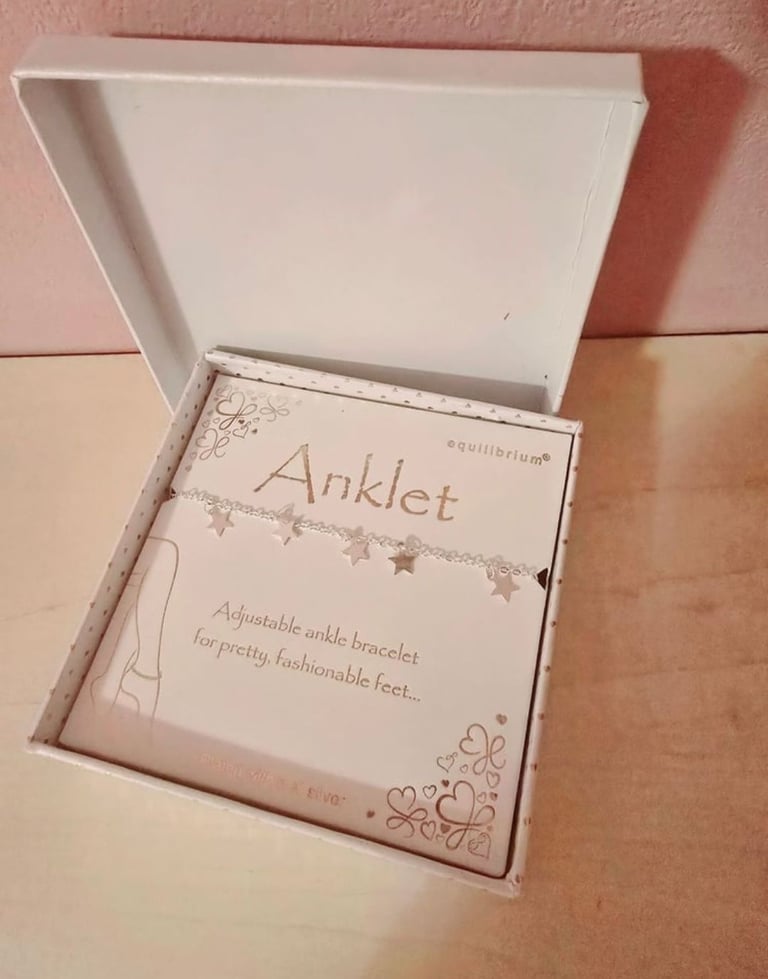 equilibrium®
Anklet
Adjustable ankle bracelet
for pretty, fashionable feet...